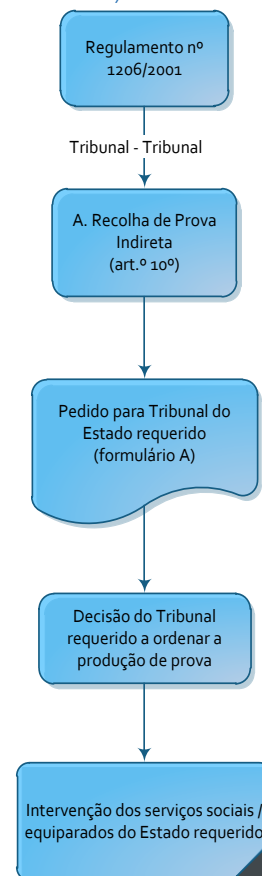 Regulamento nº
1206/2001
Tribunal - Tribunal
A. Recolha de Prova
Indireta
(art.º 10º)
Pedido para Tribunal do
Estado requerido
(formulário A)
Decisão do Tribunal
requerido a ordenar a
produção de prova
Intervenção dos serviços sociais /
equiparados do Estado requerido